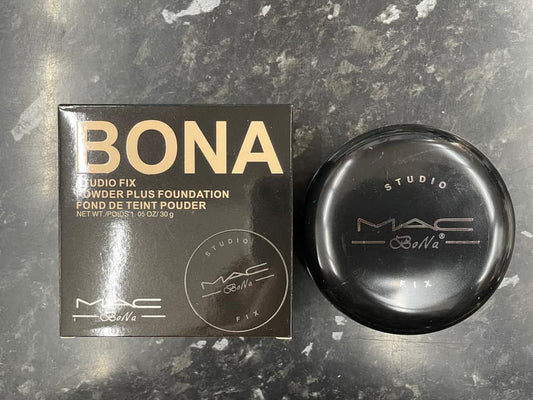 BONA
STUDIO FIX
POWDER PLUS FOUNDATION
FOND DE TEINT POUDER
NET WT./POIDS 1. 05 OZ/ 30 g
STUDIO
MAC
BoNa
FIX
MAC
BoNa
STUDIO
MAC
BoNa®
FIX